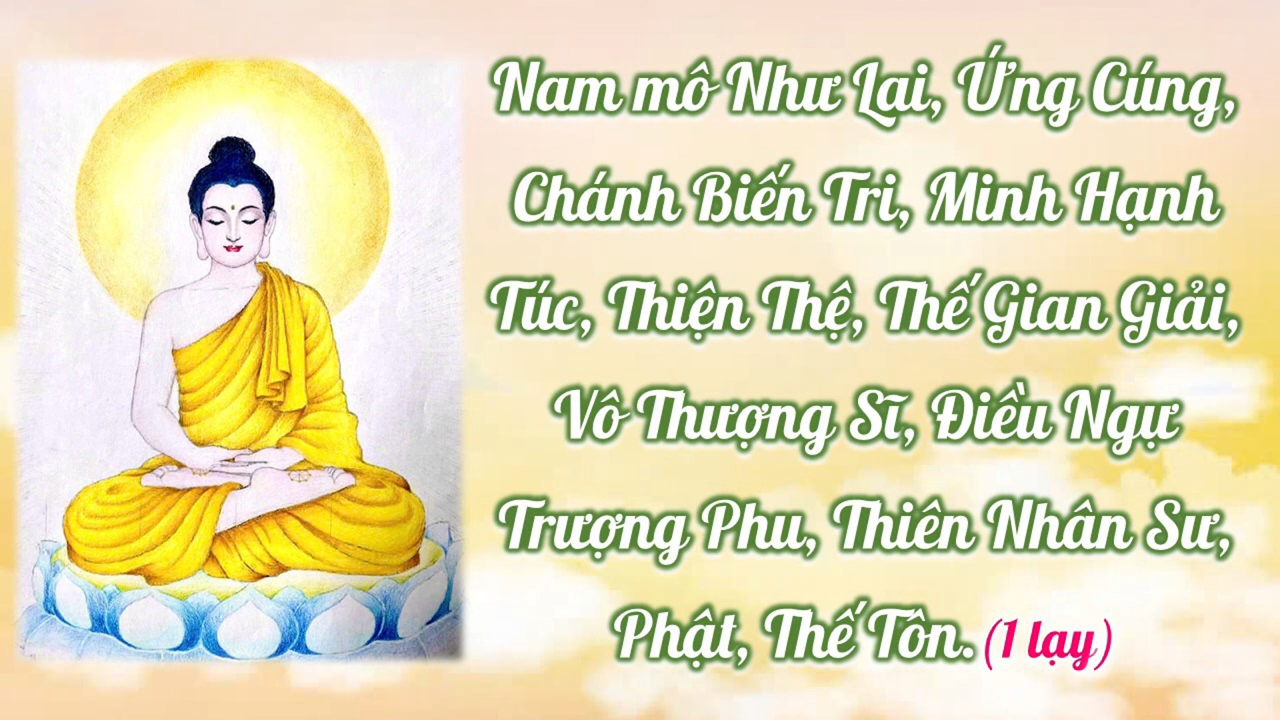 Nam mô Như Lai, Ứng Cúng,
Chánh Biến Tri, Minh Hạnh
Túc, Thiện Thệ, Thế Gian Giải,
Vô Thượng Sĩ, Điều Ngự
Trượng Phu, Thiên Nhân Sư,
Phật, Thế Tôn. (1 lạy)